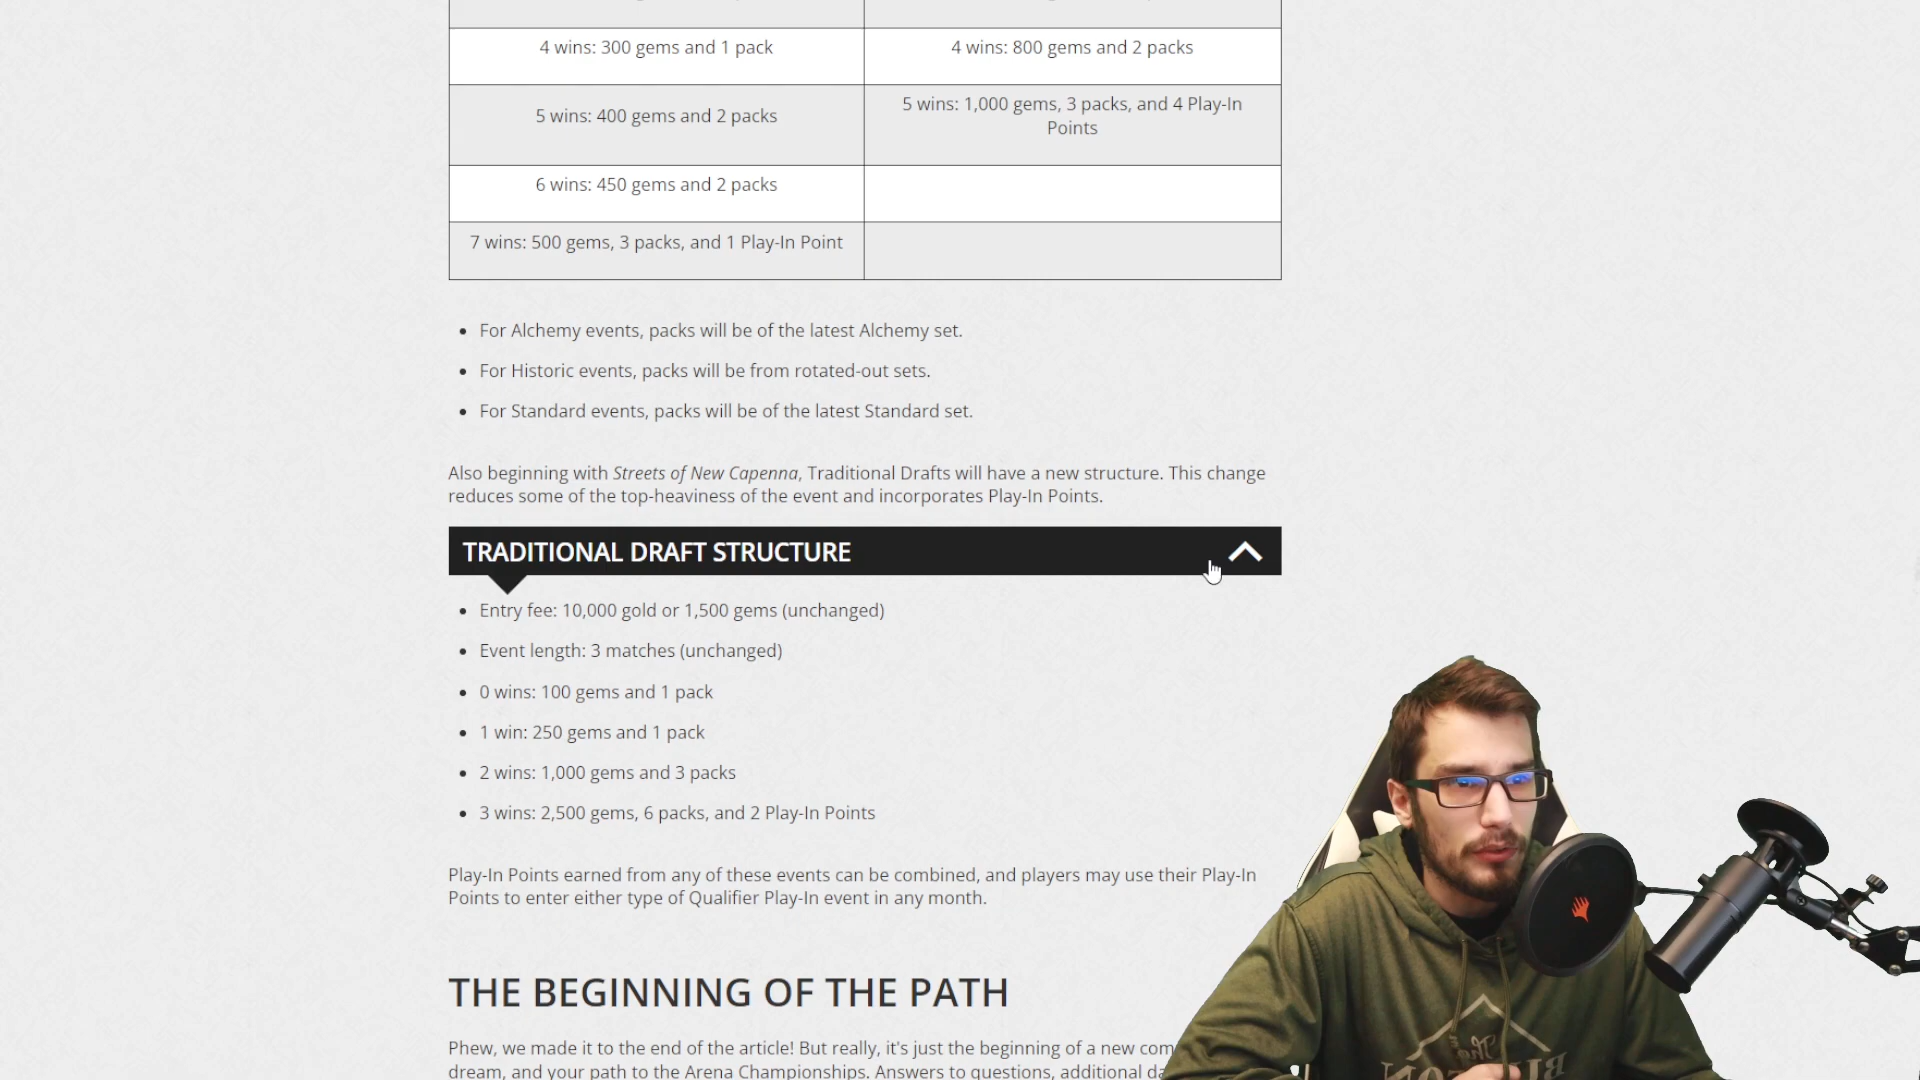 4 wins: 300 gems and 1 pack
4 wins: 800 gems and 2 packs
5 wins: 400 gems and 2 packs
5 wins: 1,000 gems, 3 packs, and 4 Play-In
Points
6 wins: 450 gems and 2 packs
7 wins: 500 gems, 3 packs, and 1 Play-In Point
For Alchemy events, packs will be of the latest Alchemy set.
For Historic events, packs will be from rotated-out sets.
For Standard events, packs will be of the latest Standard set.
Also beginning with Streets of New Capenna, Traditional Drafts will have a new structure. This change
reduces some of the top-heaviness of the event and incorporates Play-In Points.
TRADITIONAL DRAFT STRUCTURE
Entry fee: 10,000 gold or 1,500 gems (unchanged)
Event length: 3 matches (unchanged)
0 wins: 100 gems and 1 pack
1 win: 250 gems and 1 pack
2 wins: 1,000 gems and 3 packs
3 wins: 2,500 gems, 6 packs, and 2 Play-In Points
Play-In Points earned from any of these events can be combined, and players may use their Play-In
Points to enter either type of Qualifier Play-In event in any month.
THE BEGINNING OF THE PATH
Phew, we made it to the end of the article! But really, it's just the beginning of a new com
dream, and your path to the Arena Championships. Answers to questions, additional da